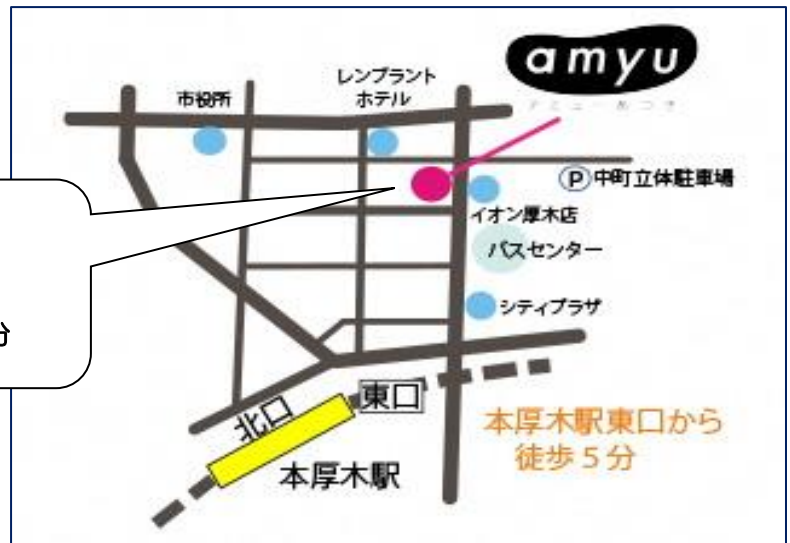 amyu
アミューあつぎ
レンブラント
ホテル
市役所
P 中町立体駐車場
イオン厚木店
バスセンター
シティプラザ
分
東口
北口
本厚木駅
本厚木駅東口から
徒歩5分